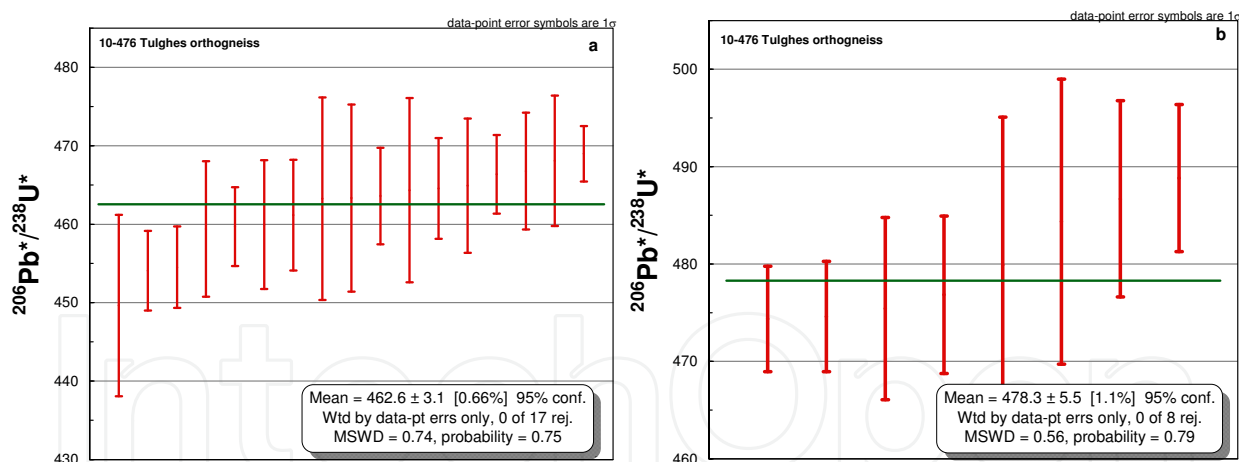 data-point error symbols are 1σ
10-476 Tulghes orthogneiss
a
206Pb*/238U*
480
470
460
450
440
430
Mean = 462.6 ± 3.1 [0.66%] 95% conf.
Wtd by data-pt errs only, 0 of 17 rej.
MSWD = 0.74, probability = 0.75
data-point error symbols are 1σ
10-476 Tulghes orthogneiss
b
206Pb*/238U*
500
490
480
470
460
Mean = 478.3 ± 5.5 [1.1%] 95% conf.
Wtd by data-pt errs only, 0 of 8 rej.
MSWD = 0.56, probability = 0.79
IntechOpen